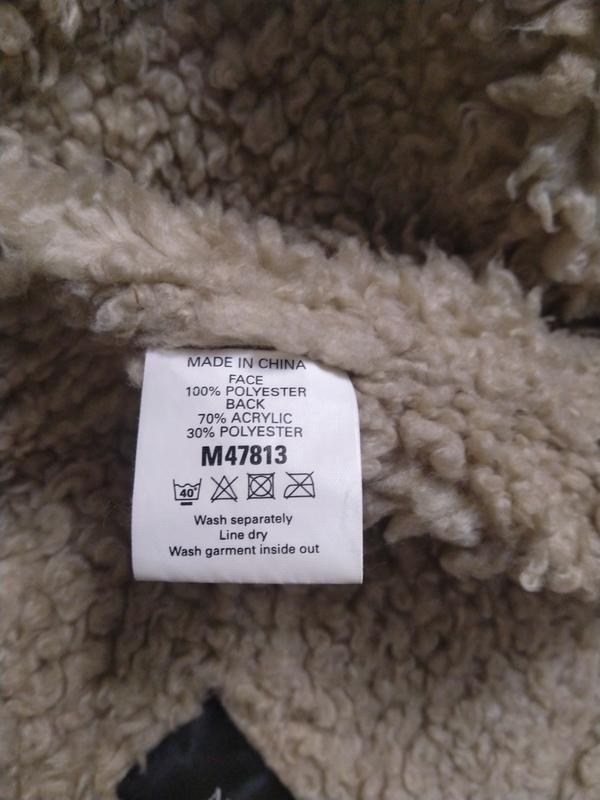 MADE IN CHINA
FACE
100% POLYESTER
BACK
70% ACRYLIC
30% POLYESTER
M47813
40
Wash separately
Line dry
Wash garment inside out